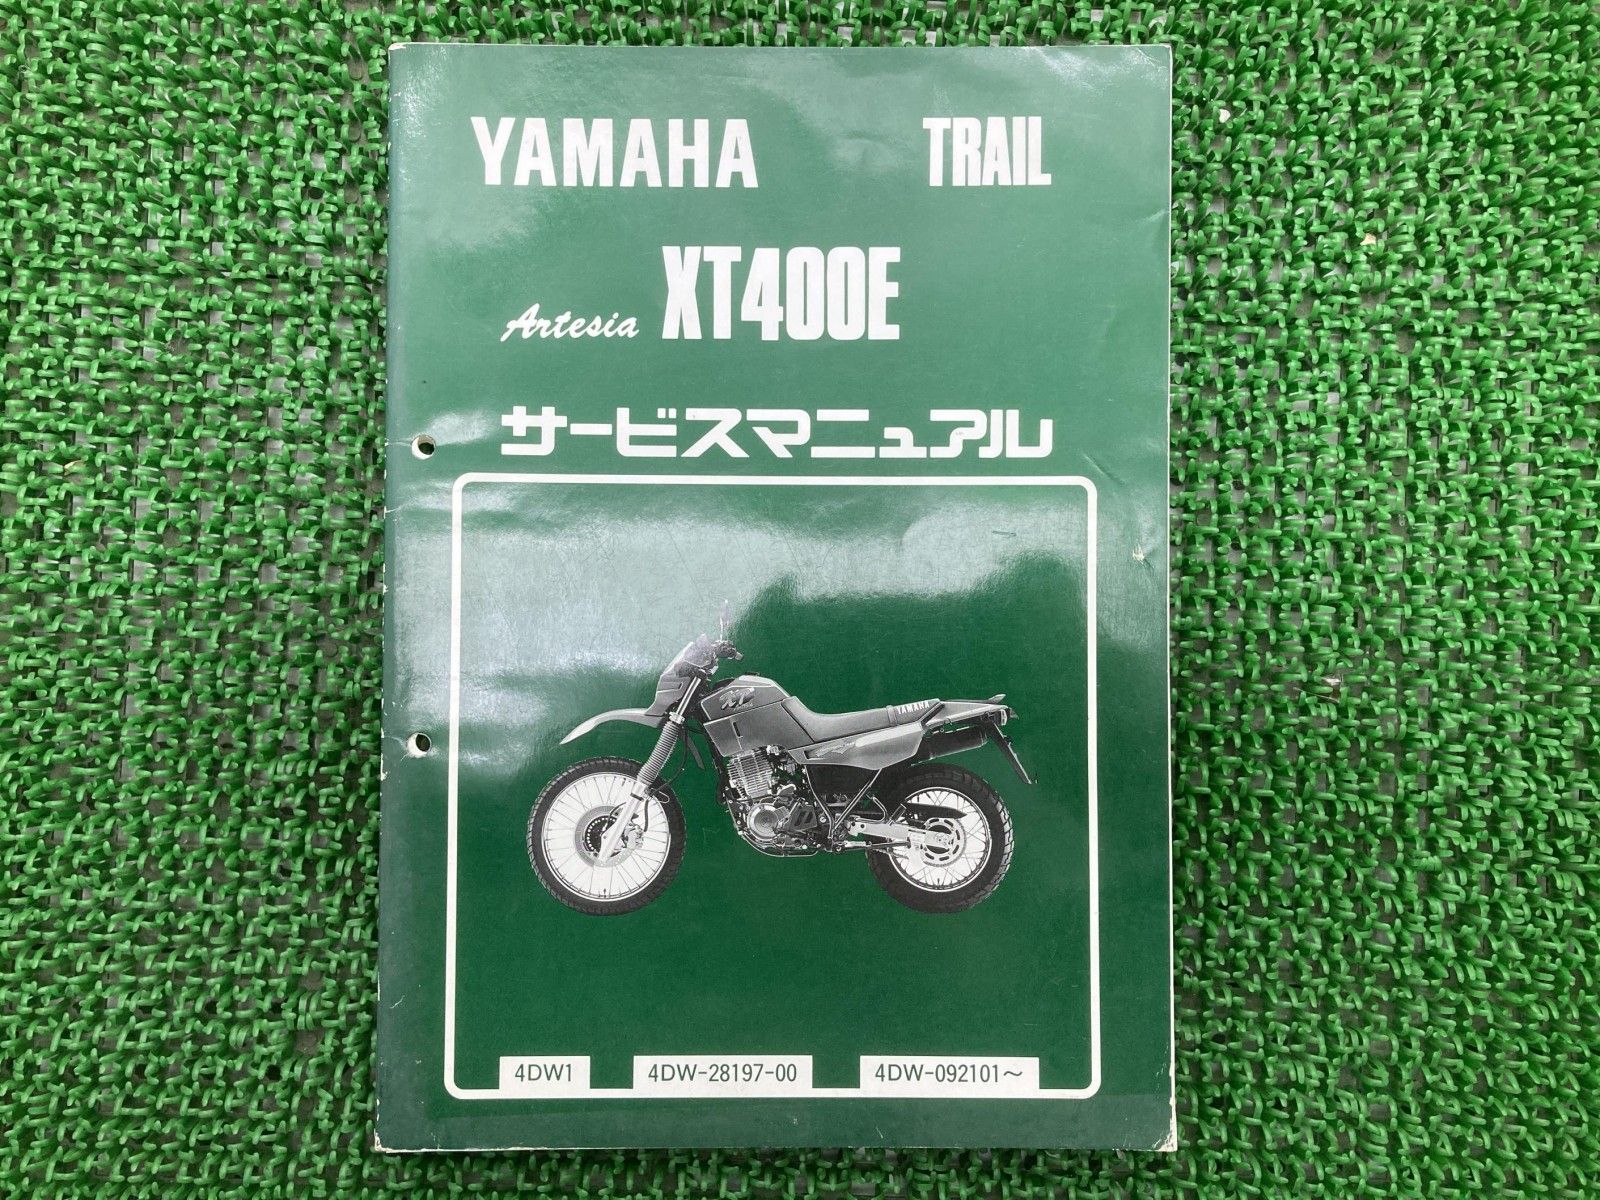 YAMAHA TRAIL
Artesia XT400E
サービスマニュアル
XT
YAMAHA
4DW1 4DW-28197-00 4DW-092101～